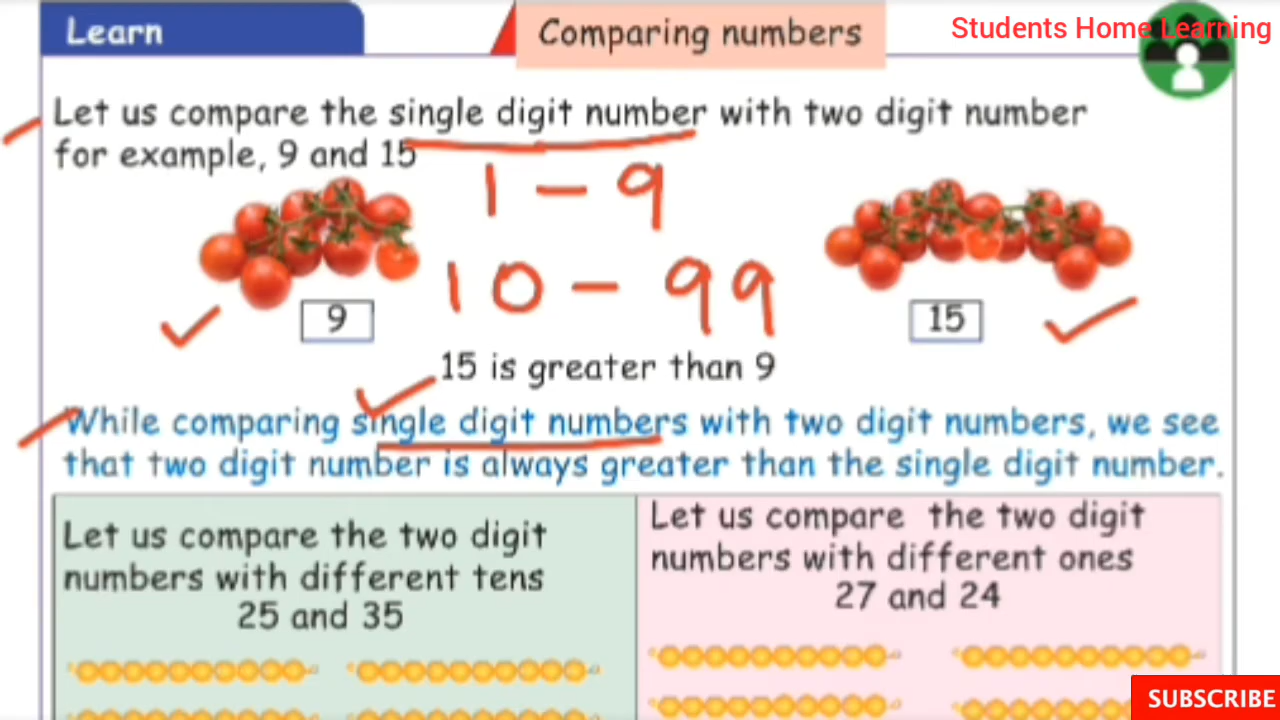 Learn
Comparing numbers
Students Home Learning
Let us compare the single digit number with two digit number
for example, 9 and 15
1 - 9
10 - 99
9
15
15 is greater than 9
While comparing single digit numbers with two digit numbers, we see
that two digit number is always greater than the single digit number.
Let us compare the two digit
numbers with different tens
25 and 35
Let us compare the two digit
numbers with different ones
27 and 24
SUBSCRIBE